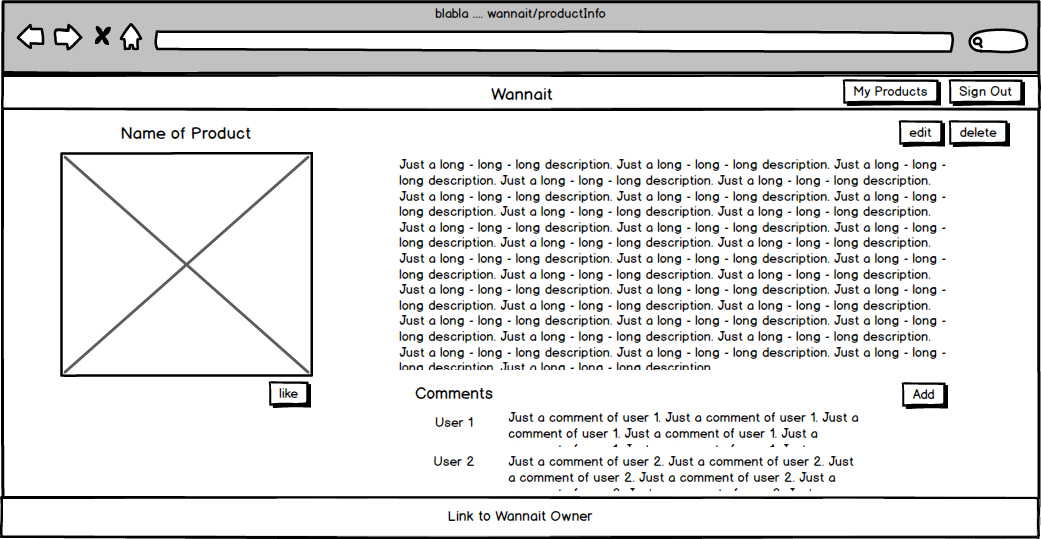 blabla .... wannait/productInfo
Wannait
My Products
Sign Out
Name of Product
edit
delete
Just a long - long - long description. Just a long - long - long description. Just a long - long -
long description. Just a long - long - long description. Just a long - long - long description.
Just a long - long - long description. Just a long - long - long description. Just a long - long -
long description. Just a long - long - long description. Just a long - long - long description.
Just a long - long - long description. Just a long - long - long description. Just a long - long -
long description. Just a long - long - long description. Just a long - long - long description.
Just a long - long - long description. Just a long - long - long description. Just a long - long -
long description. Just a long - long - long description. Just a long - long - long description.
Just a long - long - long description. Just a long - long - long description. Just a long - long -
long description. Just a long - long - long description. Just a long - long - long description.
Just a long - long - long description. Just a long - long - long description. Just a long - long -
long description. Just a long - long - long description. Just a long - long - long description.
Just a long - long - long description. Just a long - long - long description. Just a long - long -
long description. Just a long - long - long description
like
Comments
Add
User 1
Just a comment of user 1. Just a comment of user 1. Just a
comment of user 1. Just a comment of user 1. Just a
User 2
Just a comment of user 2. Just a comment of user 2. Just
a comment of user 2. Just a comment of user 2. Just a
Link to Wannait Owner